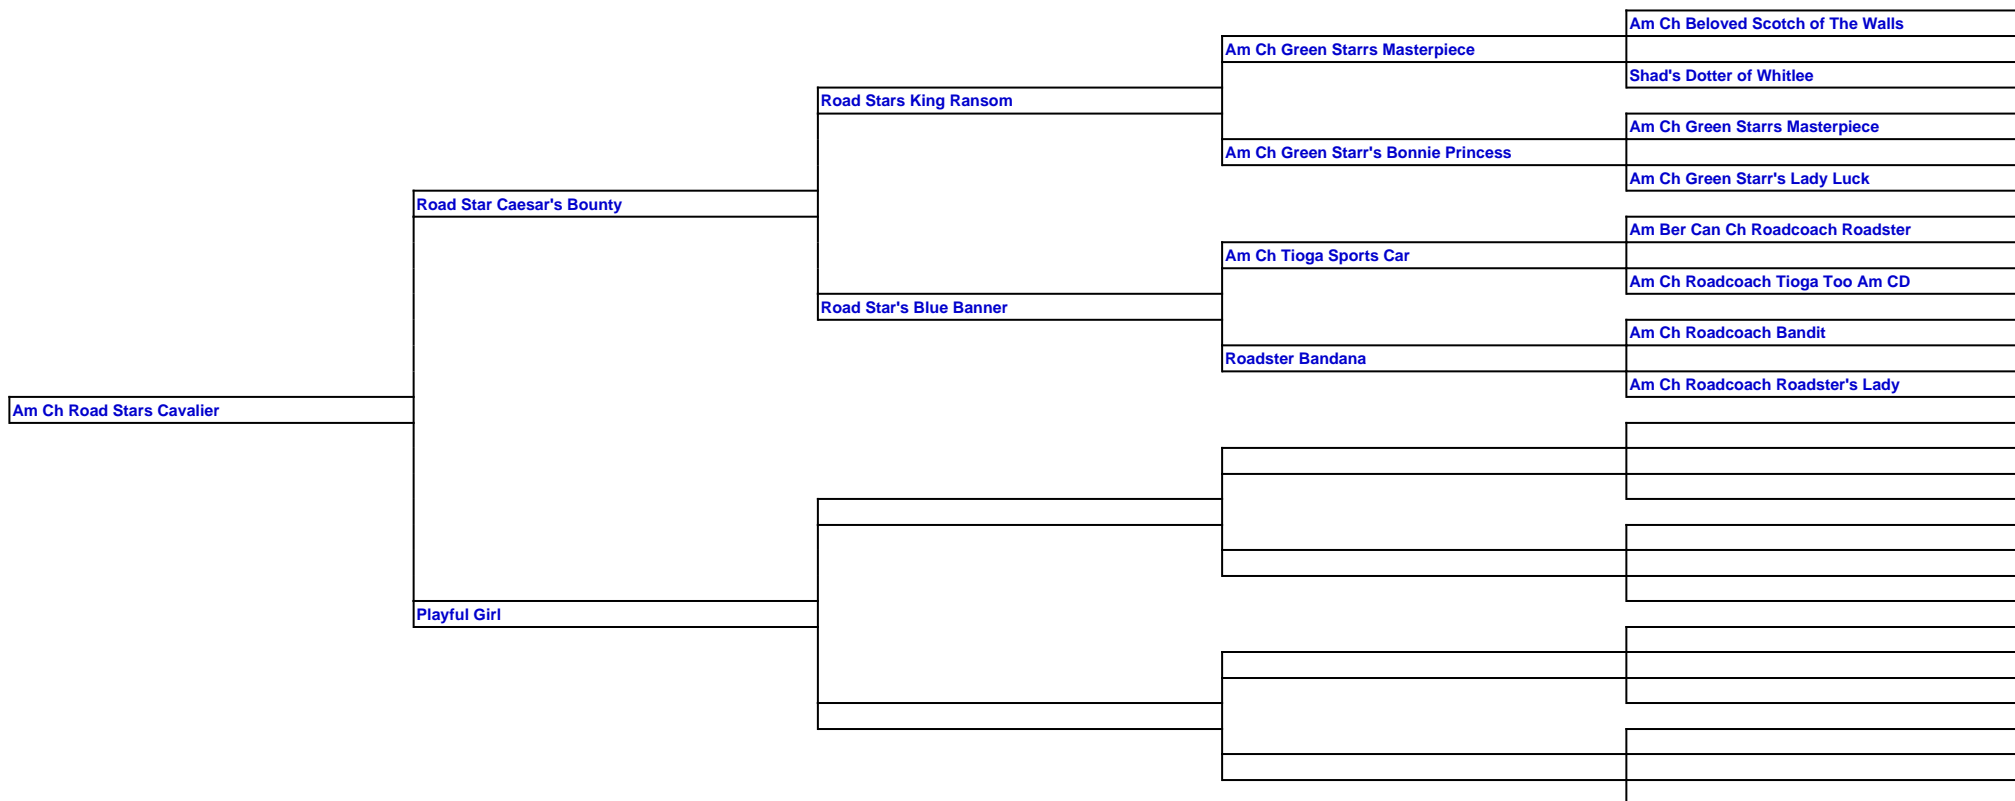 Am Ch Beloved Scotch of The Walls
Am Ch Green Starrs Masterpiece
Shad's Dotter of Whitlee
Road Stars King Ransom
Am Ch Green Starrs Masterpiece
Am Ch Green Starr's Bonnie Princess
Am Ch Green Starr's Lady Luck
Road Star Caesar's Bounty
Am Ber Can Ch Roadcoach Roadster
Am Ch Tioga Sports Car
Am Ch Roadcoach Tioga Too Am CD
Road Star's Blue Banner
Am Ch Roadcoach Bandit
Roadster Bandana
Am Ch Roadcoach Roadster's Lady
Am Ch Road Stars Cavalier
Playful Girl